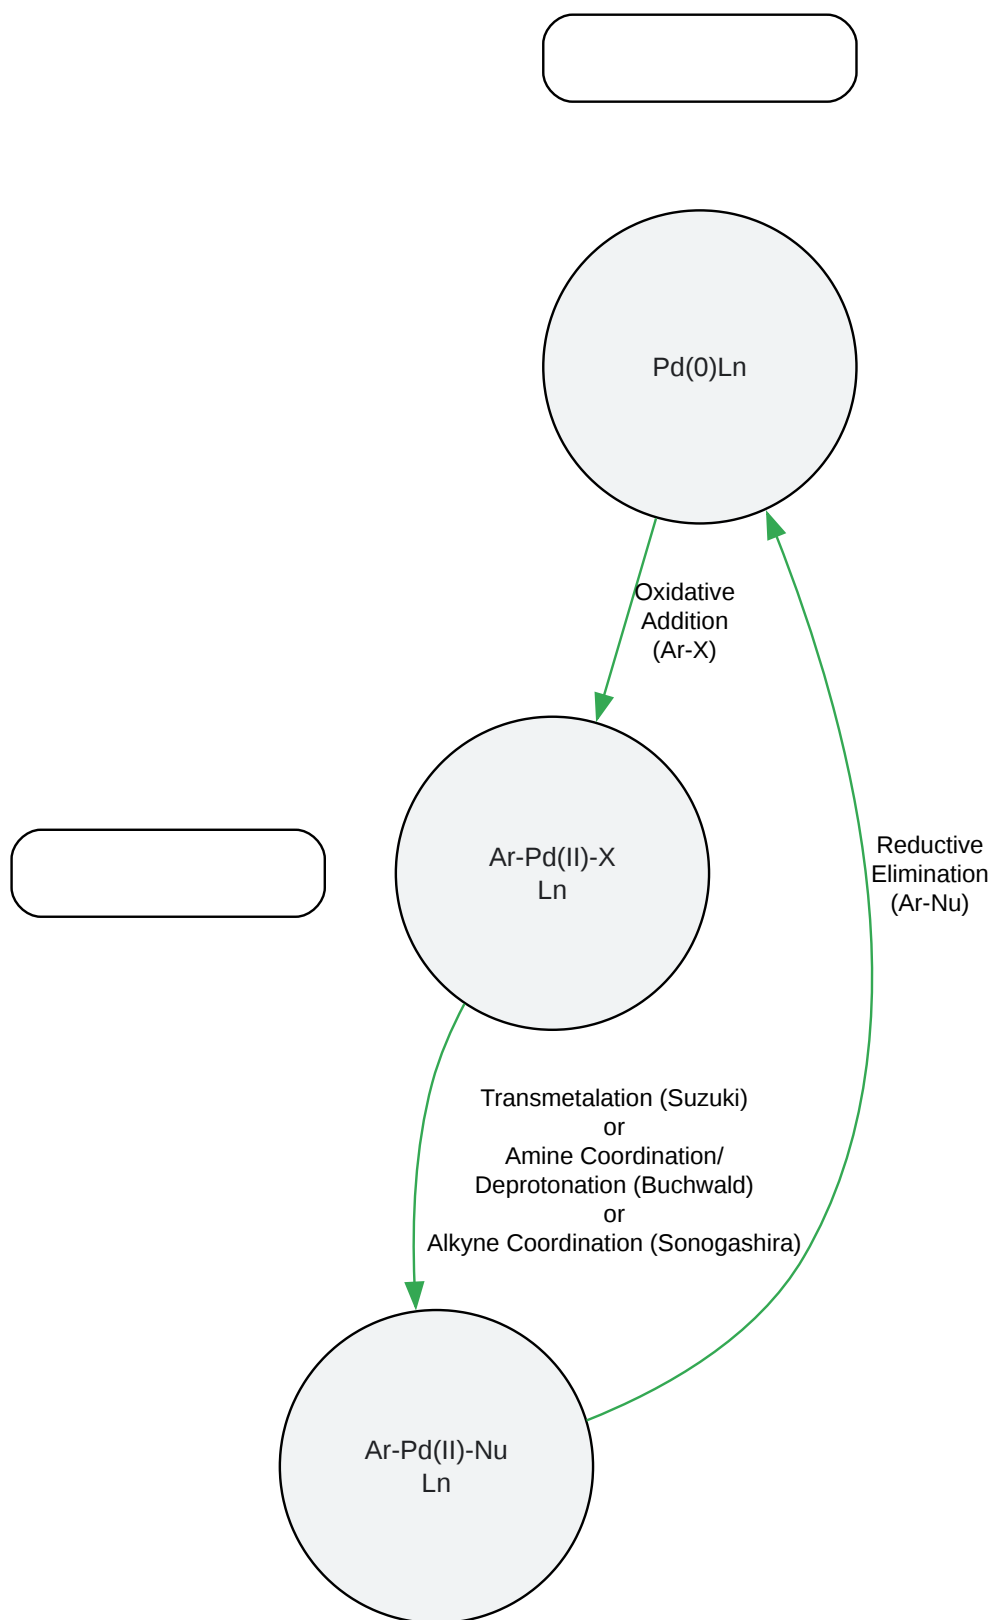 Pd(0)Ln
Oxidative
Addition
(Ar-X)
Ar-Pd(II)-X
Ln
Reductive
Elimination
(Ar-Nu)
Transmetalation (Suzuki)
or
Amine Coordination/
Deprotonation (Buchwald)
or
Alkyne Coordination (Sonogashira)
Ar-Pd(II)-Nu
Ln